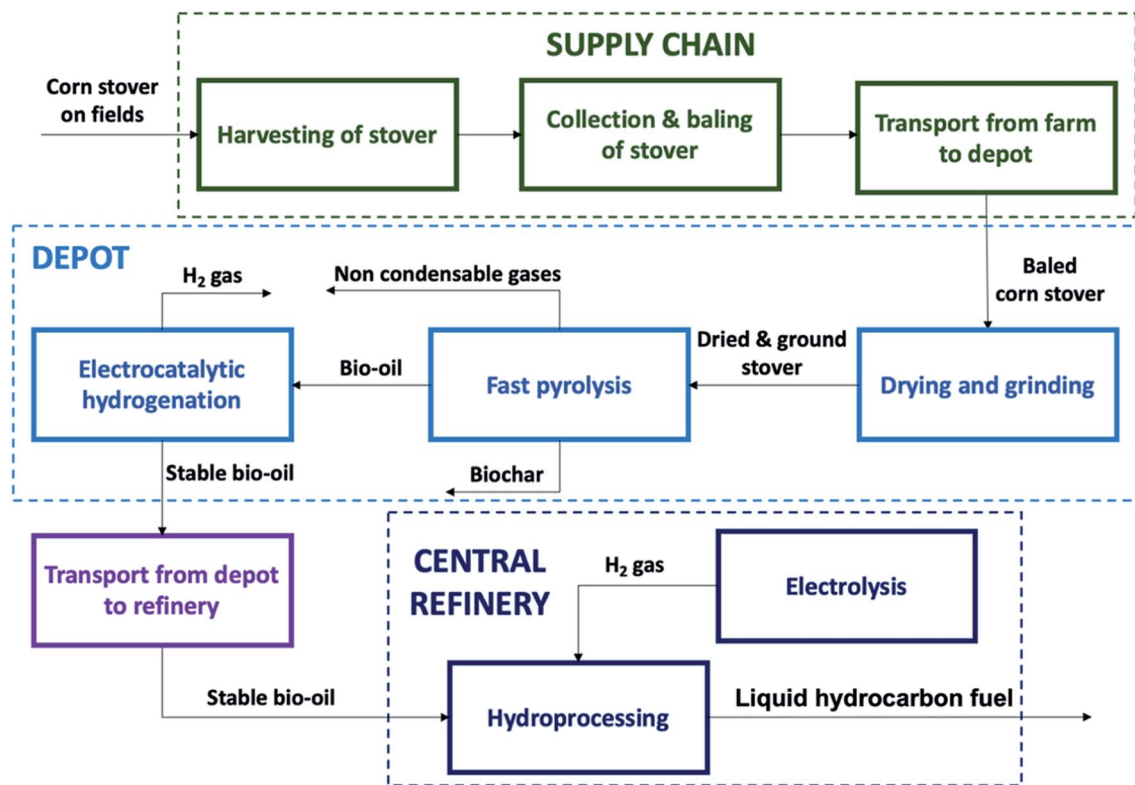 SUPPLY CHAIN
Corn stover
on fields
Harvesting of stover
Collection & baling
of stover
Transport from farm
to depot
DEPOT
H₂ gas
Non condensable gases
Baled
corn stover
Electrocatalytic
hydrogenation
Bio-oil
Fast pyrolysis
Dried & ground
stover
Drying and grinding
Stable bio-oil
Biochar
Transport from depot
to refinery
CENTRAL
REFINERY
H₂ gas
Electrolysis
Stable bio-oil
Hydroprocessing
Liquid hydrocarbon fuel